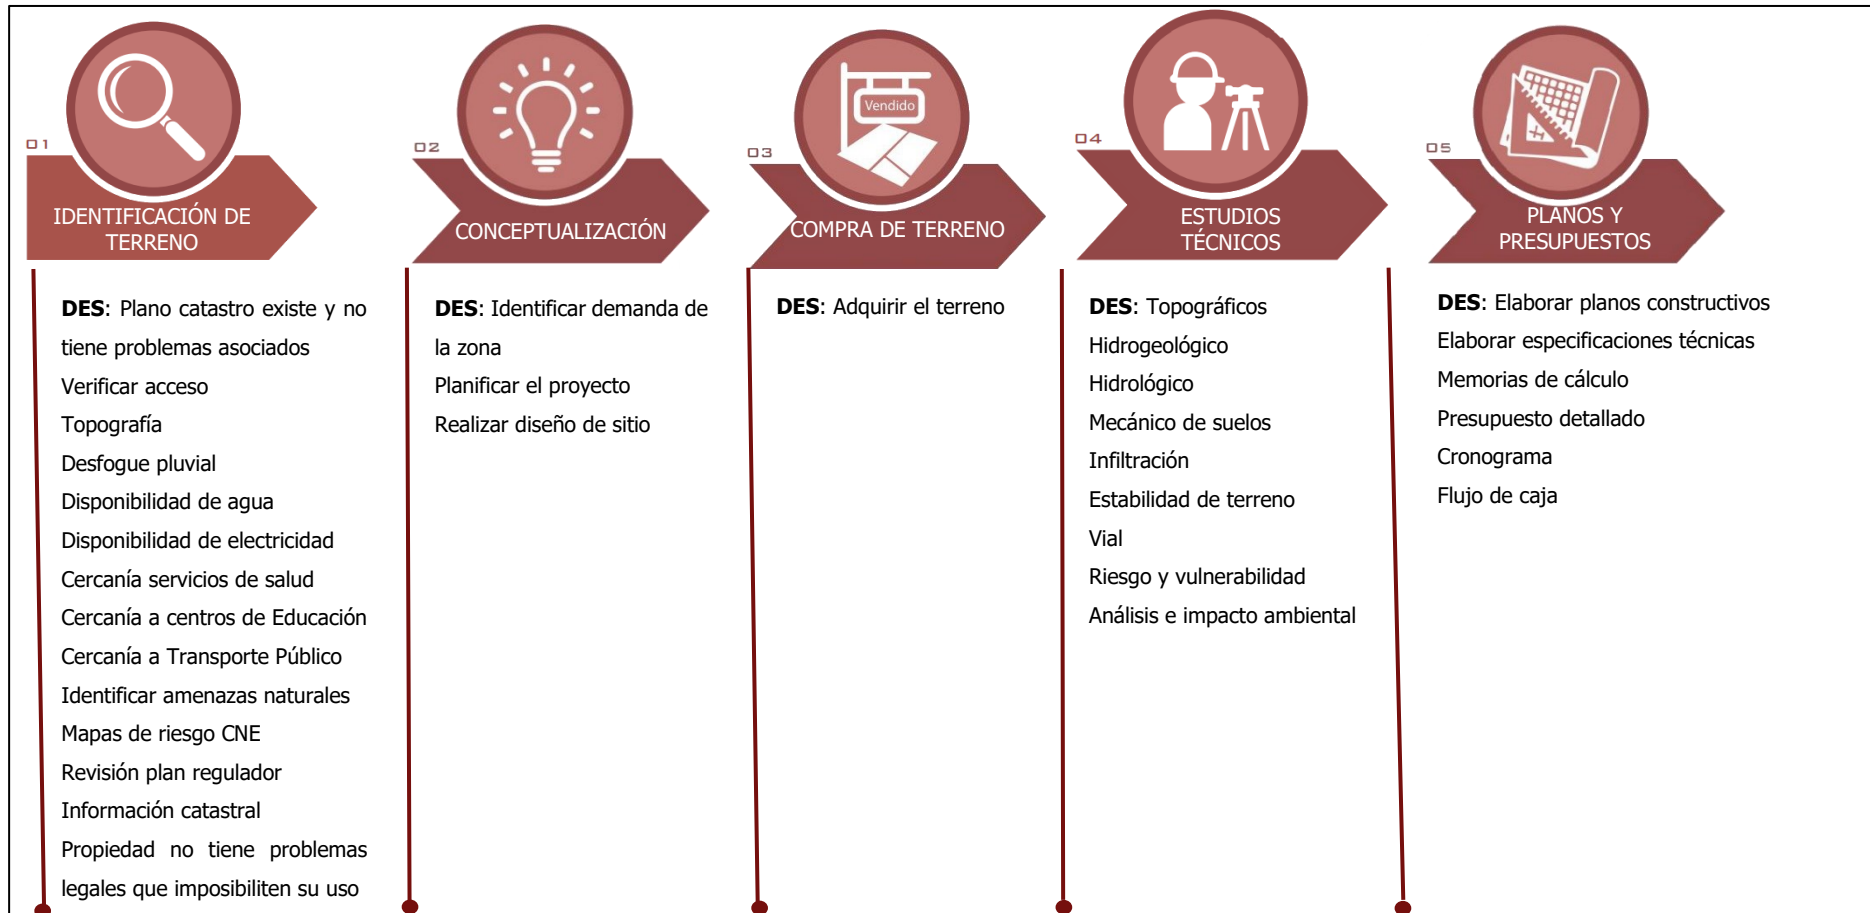 01
IDENTIFICACIÓN DE
TERRENO
DES: Plano catastro existe y no
tiene problemas asociados
Verificar acceso
Topografía
Desfogue pluvial
Disponibilidad de agua
Disponibilidad de electricidad
Cercanía servicios de salud
Cercanía a centros de Educación
Cercanía a Transporte Público
Identificar amenazas naturales
Mapas de riesgo CNE
Revisión plan regulador
Información catastral
Propiedad no tiene problemas
legales que imposibiliten su uso
02
CONCEPTUALIZACIÓN
DES: Identificar demanda de
la zona
Planificar el proyecto
Realizar diseño de sitio
Vendido
03
COMPRA DE TERRENO
DES: Adquirir el terreno
04
ESTUDIOS
TÉCNICOS
DES: Topográficos
Hidrogeológico
Hidrológico
Mecánico de suelos
Infiltración
Estabilidad de terreno
Vial
Riesgo y vulnerabilidad
Análisis e impacto ambiental
05
PLANOS Y
PRESUPUESTOS
DES: Elaborar planos constructivos
Elaborar especificaciones técnicas
Memorias de cálculo
Presupuesto detallado
Cronograma
Flujo de caja